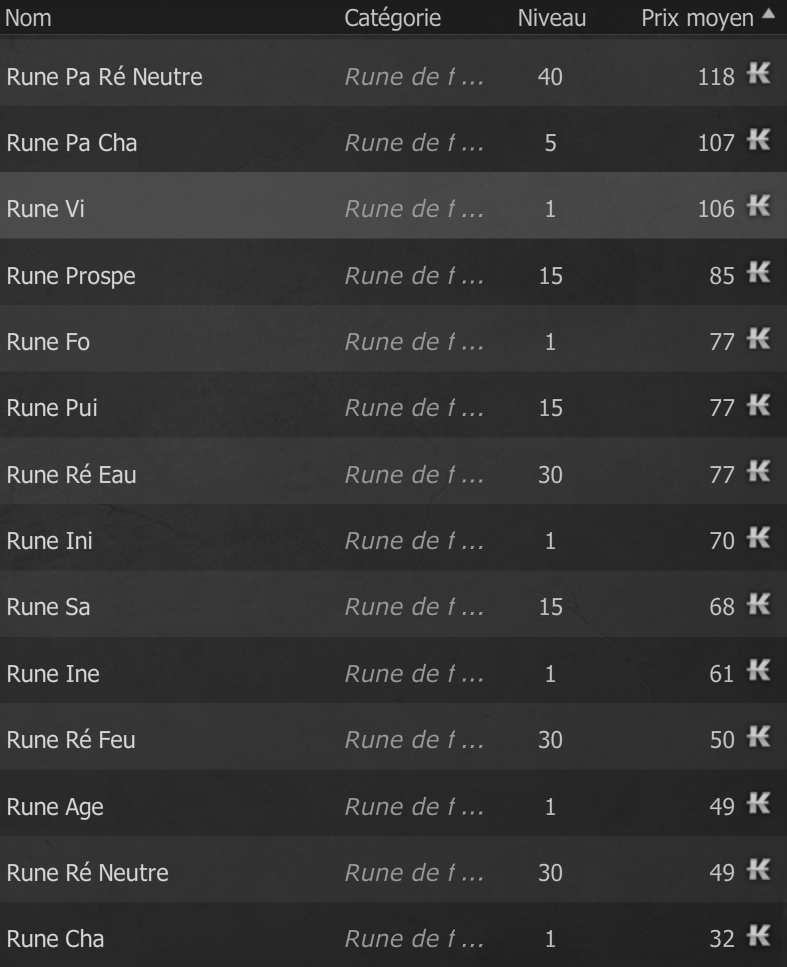 Nom Catégorie Niveau Prix moyen
Rune Pa Ré Neutre Rune de f ... 40 118
Rune Pa Cha Rune de f ... 5 107
Rune Vi Rune de f ... 1 106
Rune Prospe Rune de f ... 15 85
Rune Fo Rune de f ... 1 77
Rune Pui Rune de f ... 15 77
Rune Ré Eau Rune de f ... 30 77
Rune Ini Rune de f ... 1 70
Rune Sa Rune de f ... 15 68
Rune Ine Rune de f ... 1 61
Rune Ré Feu Rune de f ... 30 50
Rune Age Rune de f ... 1 49
Rune Ré Neutre Rune de f ... 30 49
Rune Cha Rune de f ... 1 32